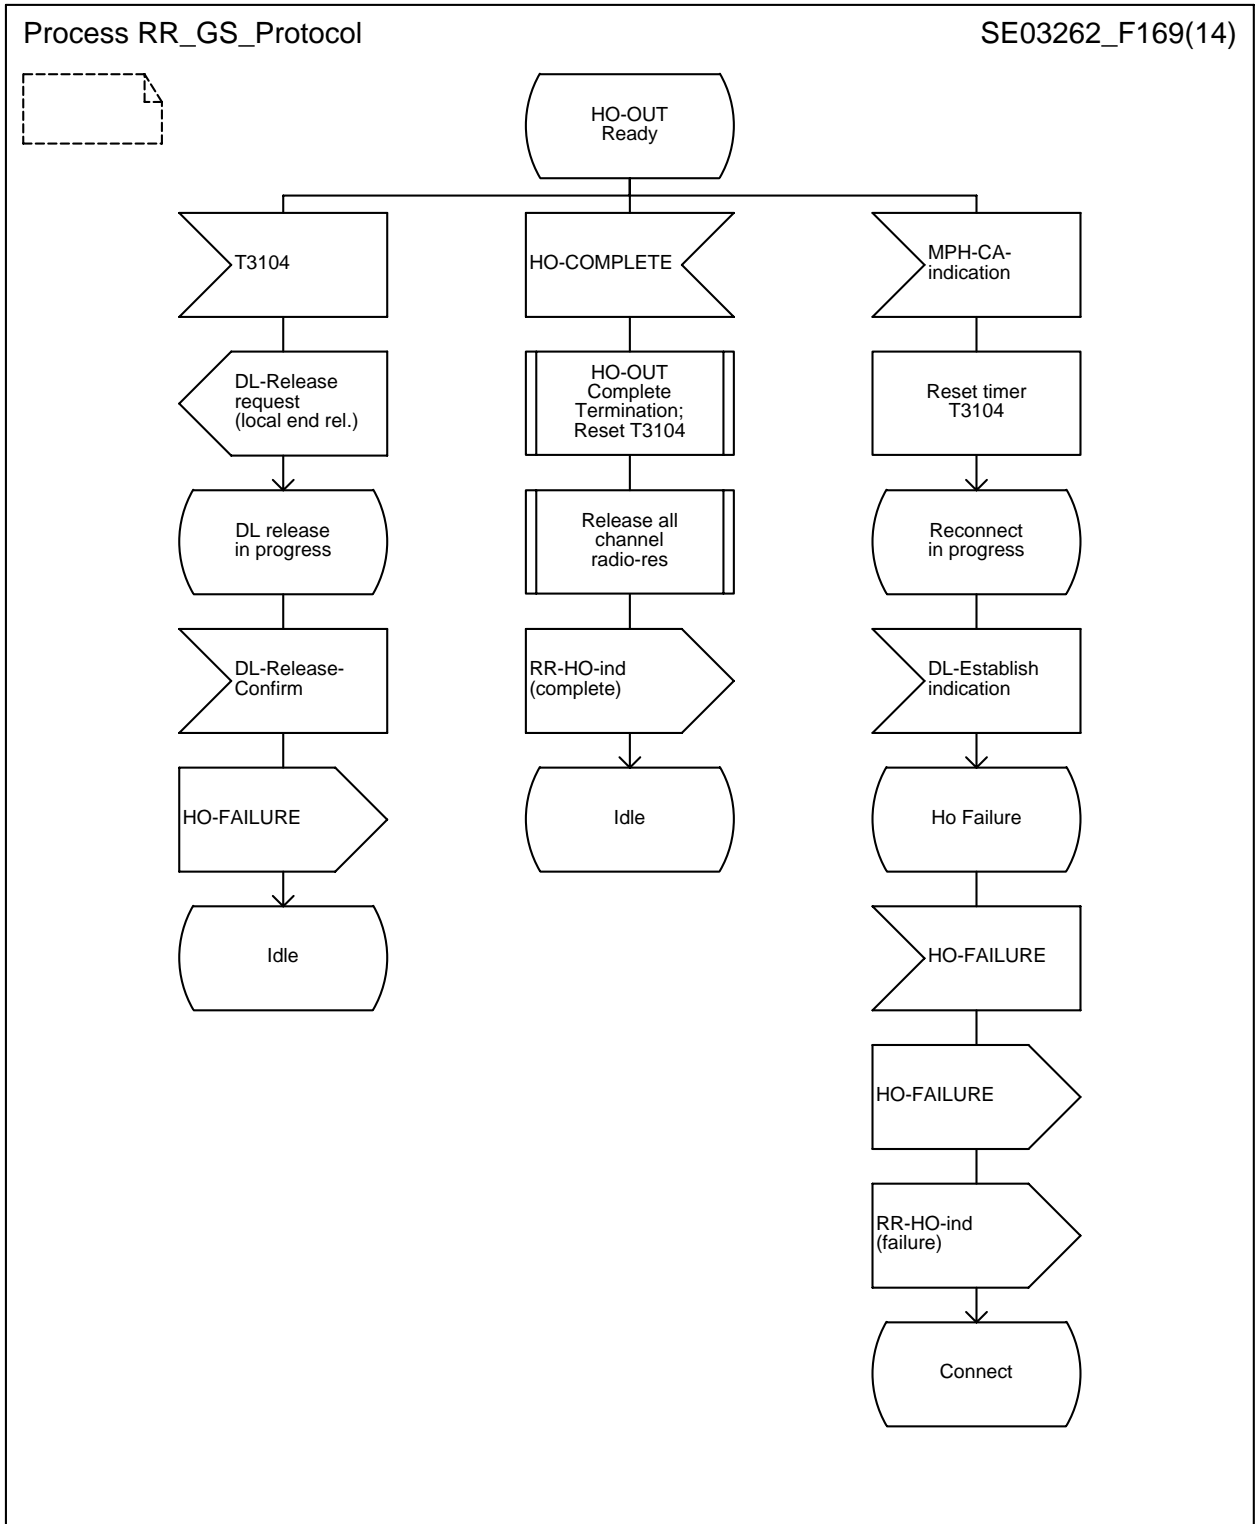 Process RR_GS_Protocol
SE03262_F169(14)
HO-OUT
Ready
T3104
DL-Release
request
(local end rel.)
DL release
in progress
DL-Release-
Confirm
HO-FAILURE
Idle
HO-COMPLETE
HO-OUT
Complete
Termination;
Reset T3104
Release all
channel
radio-res
RR-HO-ind
(complete)
Idle
MPH-CA-
indication
Reset timer
T3104
Reconnect
in progress
DL-Establish
indication
Ho Failure
HO-FAILURE
HO-FAILURE
RR-HO-ind
(failure)
Connect